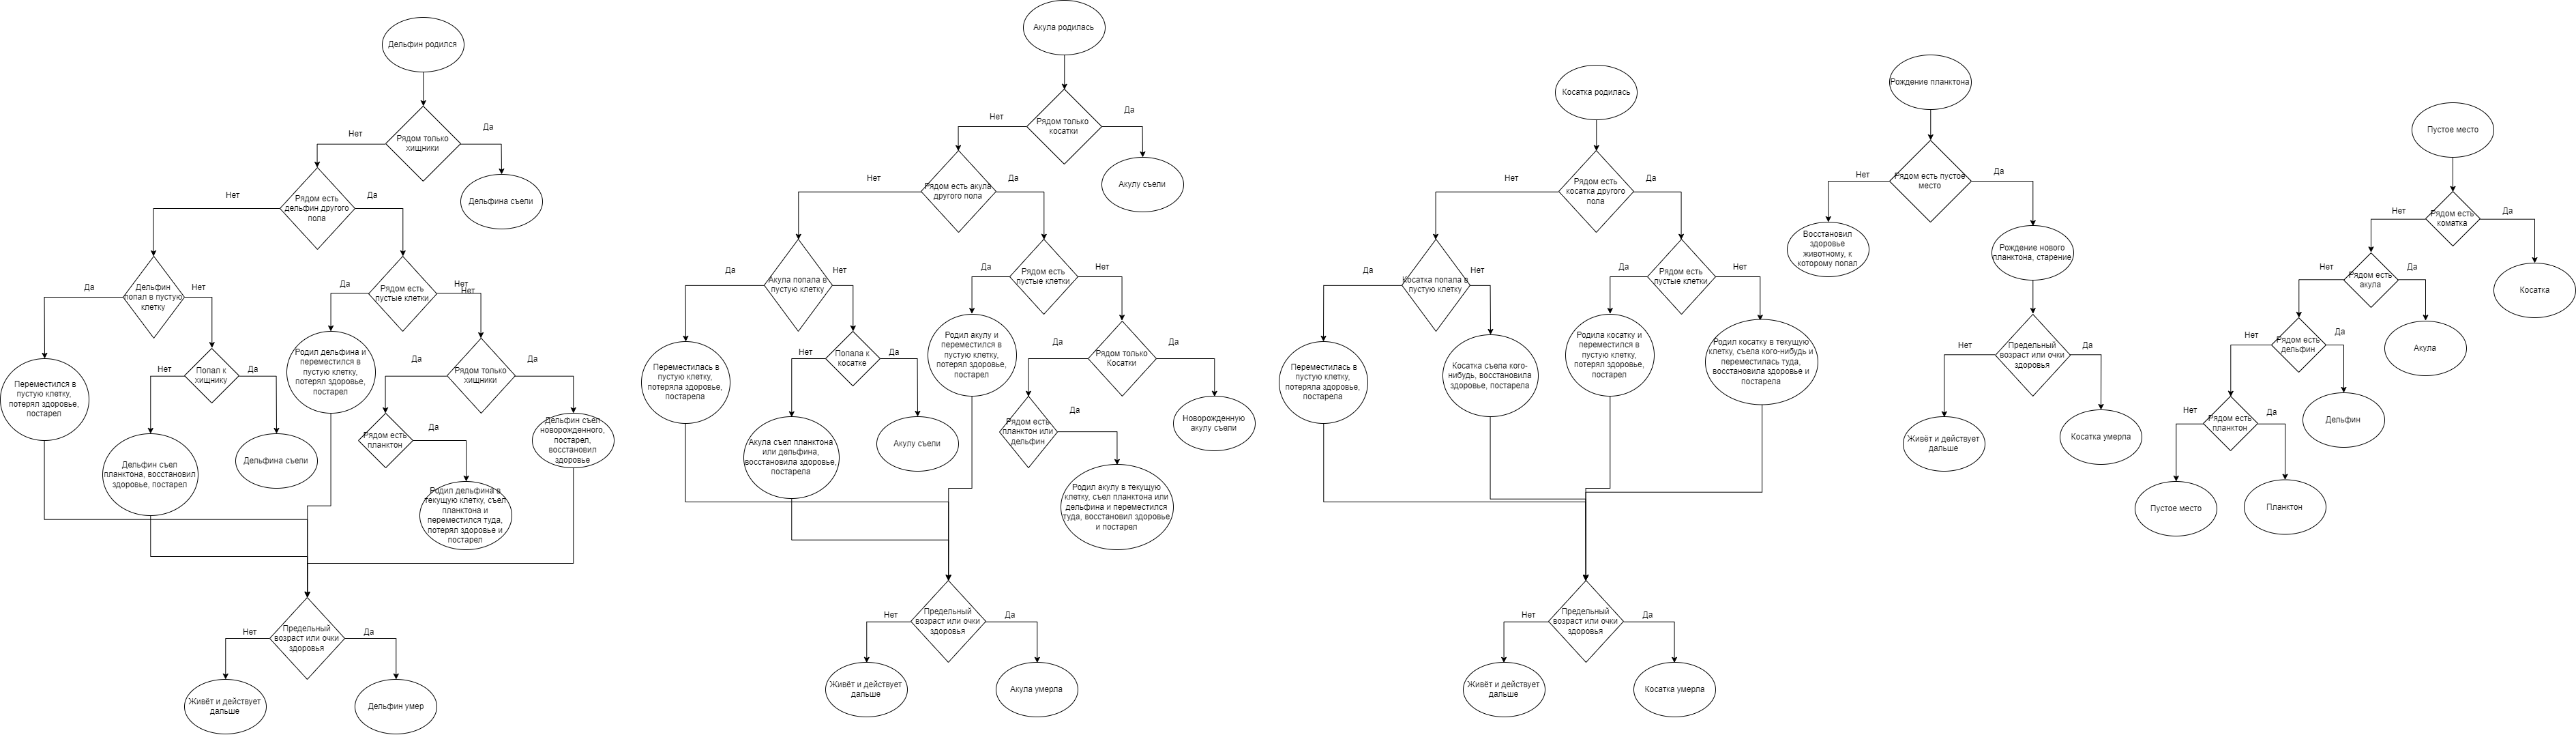 Дельфин родился
Рядом только
хищники
Нет
Да
Дельфина съели
Рядом есть
дельфин другого
пола
Нет
Да
Дельфин
попал в пустую
клетку
Да
Нет
Рядом есть
пустые клетки
Да
Нет
Нет
Переместился в
пустую клетку,
потерял здоровье,
постарел
Попал к
хищнику
Нет
Да
Дельфин съел
планктона, восстановил
здоровье, постарел
Дельфина съели
Родил дельфина и
переместился в
пустую клетку,
потерял здоровье,
постарел
Рядом только
хищники
Да
Да
Рядом есть
планктон
Да
Родил дельфина в
текущую клетку, съел
планктона и
переместился туда,
потерял здоровье и
постарел
Дельфин съел
новорожденного,
постарел,
восстановил
здоровье
Предельный
возраст или очки
здоровья
Нет
Да
Живёт и действует
дальше
Дельфин умер
Акула родилась
Рядом только
косатки
Нет
Да
Акулу съели
Рядом есть акула
другого пола
Нет
Да
Акула попала в
пустую клетку
Да
Нет
Рядом есть
пустые клетки
Да
Нет
Переместилась в
пустую клетку,
потеряла здоровье,
постарела
Попала к
косатке
Нет
Да
Акула съел планктона
или дельфина,
восстановила здоровье,
постарела
Акулу съели
Родил акулу и
переместился в
пустую клетку,
потерял здоровье,
постарел
Рядом только
Косатки
Да
Да
Рядом есть
планктон или
дельфин
Да
Новорожденную
акулу съели
Родил акулу в текущую
клетку, съел планктона или
дельфина и переместился
туда, восстановил здоровье
и постарел
Предельный
возраст или очки
здоровья
Нет
Да
Живёт и действует
дальше
Акула умерла
Косатка родилась
Рядом есть
косатка другого
пола
Нет
Да
Косатка попала в
пустую клетку
Да
Нет
Рядом есть
пустые клетки
Да
Нет
Переместилась в
пустую клетку,
потеряла здоровье,
постарела
Косатка съела кого-
нибудь, восстановила
здоровье, постарела
Родила косатку и
переместился в
пустую клетку,
потерял здоровье,
постарел
Родил косатку в текущую
клетку, съела кого-нибудь и
переместилась туда,
восстановила здоровье и
постарела
Предельный
возраст или очки
здоровья
Нет
Да
Живёт и действует
дальше
Косатка умерла
Рождение планктона
Рядом есть пустое
место
Нет
Да
Восстановил
здоровье
животному, к
которому попал
Рождение нового
планктона, старение
Предельный
возраст или очки
здоровья
Нет
Да
Живёт и действует
дальше
Косатка умерла
Пустое место
Рядом есть
коматка
Нет
Да
Косатка
Рядом есть
акула
Нет
Да
Акула
Рядом есть
дельфин
Нет
Да
Дельфин
Рядом есть
планктон
Нет
Да
Пустое место
Планктон